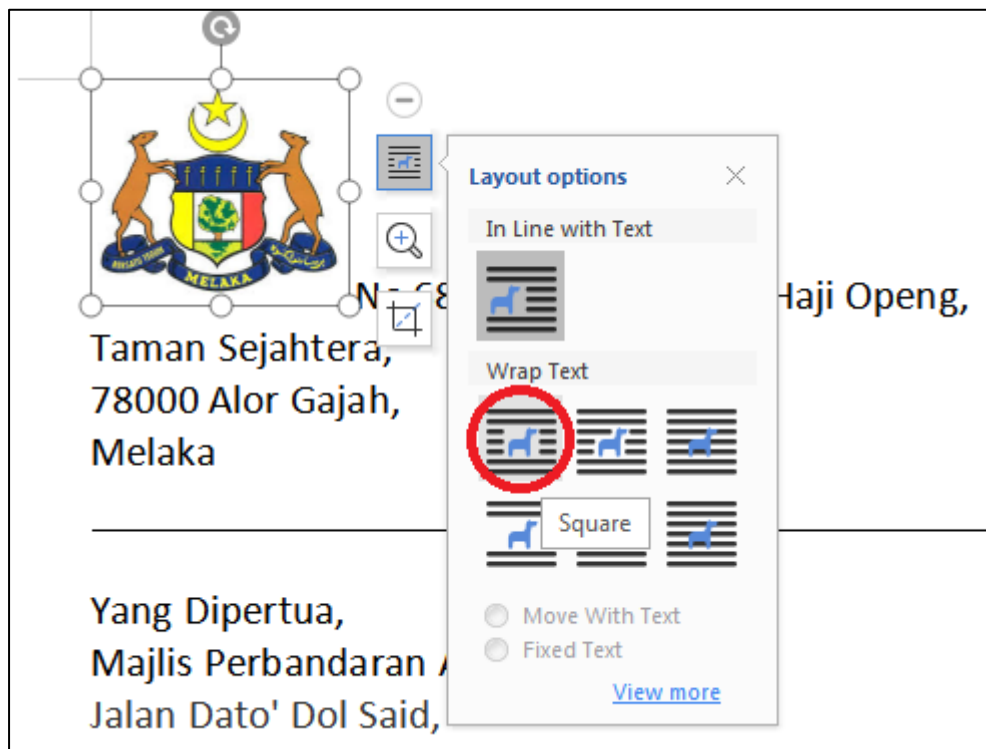 MELAKA
Layout options
In Line with Text
Haji Openg,
Taman Sejahtera,
78000 Alor Gajah,
Melaka
Wrap Text
Square
Yang Dipertua,
Majlis Perbandaran
Jalan Dato' Dol Said,
Move With Text
Fixed Text
View more